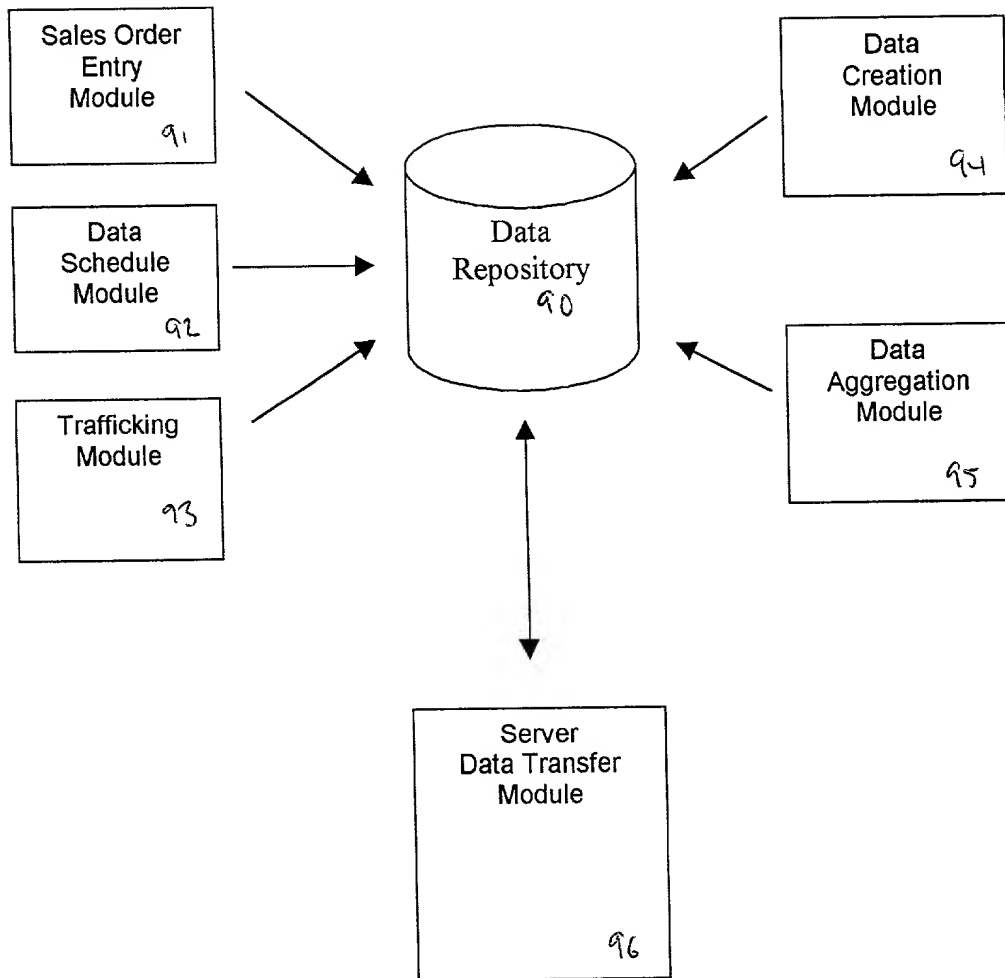 Sales Order
Entry
Module
91
Data
Schedule
Module
92
Trafficking
Module
93
Data
Repository
90
Data
Creation
Module
94
Data
Aggregation
Module
95
Server
Data Transfer
Module
96